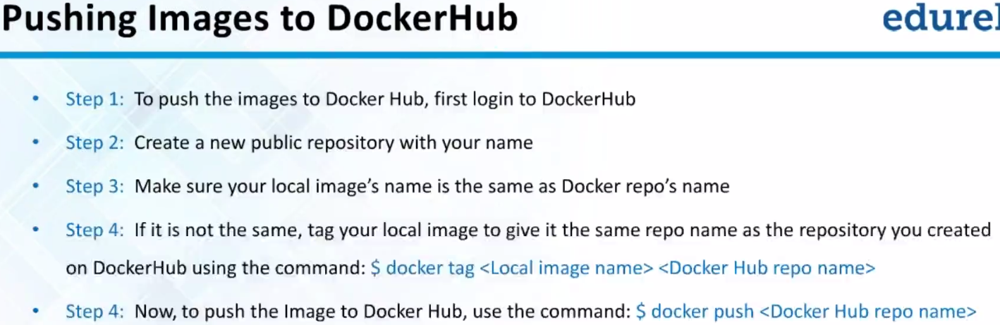 Pushing Images to DockerHub
edurek
• Step 1: To push the images to Docker Hub, first login to DockerHub
• Step 2: Create a new public repository with your name
• Step 3: Make sure your local image's name is the same as Docker repo's name
• Step 4: If it is not the same, tag your local image to give it the same repo name as the repository you created
on DockerHub using the command: $ docker tag <Local image name> <Docker Hub repo name>
• Step 4: Now, to push the Image to Docker Hub, use the command: $ docker push <Docker Hub repo name>